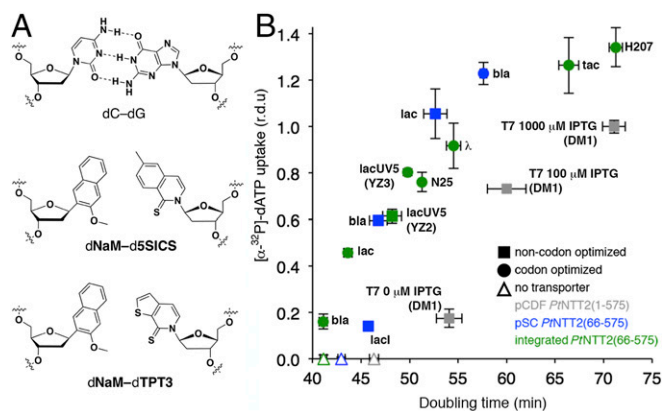 A
H
N
H
O
N
N
N
H
N
N
O
N
N
O
O
H
N
O
O
H
O
O
dC–dG
O
O
O
O
S
N
O
O
O
dNaM–d5SICS
O
O
O
O
S
S
N
O
O
O
dNaM–dTPT3
B
[α-³²P]-dATP uptake (r.d.u)
1.4
1.2
1.0
0.8
0.6
0.4
0.2
0.0
40
45
50
55
60
65
70
75
Doubling time (min)
H207
tac
bla
lac
T7 1000 μM IPTG
(DM1)
λ
lacUV5
(YZ3)
N25
T7 100 μM IPTG
(DM1)
bla
lacUV5
(YZ2)
lac
T7 0 μM IPTG
(DM1)
bla
lacI
non-codon optimized
codon optimized
no transporter
pCDF PtNTT2(1-575)
pSC PtNTT2(66-575)
integrated PtNTT2(66-575)